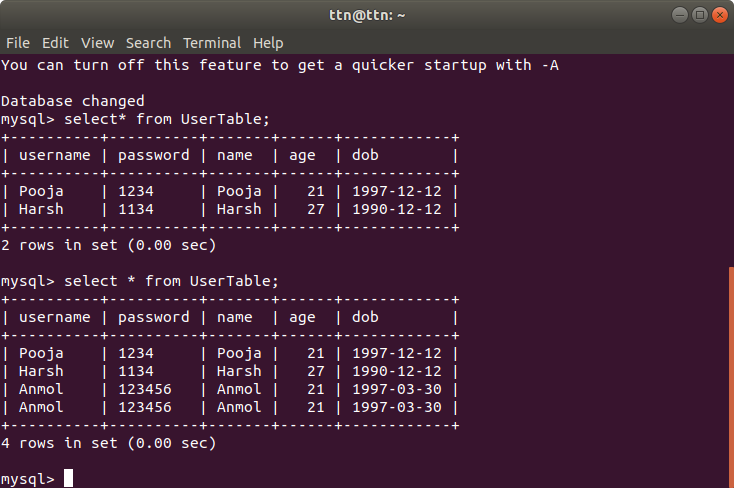 ttn@ttn: ~
File Edit View Search Terminal Help
You can turn off this feature to get a quicker startup with -A
Database changed
mysql> select* from UserTable;
+----------+----------+-------+------+------------+
| username | password | name  | age  | dob        |
+----------+----------+-------+------+------------+
| Pooja    | 1234     | Pooja |   21 | 1997-12-12 |
| Harsh    | 1134     | Harsh |   27 | 1990-12-12 |
+----------+----------+-------+------+------------+
2 rows in set (0.00 sec)
mysql> select * from UserTable;
+----------+----------+-------+------+------------+
| username | password | name  | age  | dob        |
+----------+----------+-------+------+------------+
| Pooja    | 1234     | Pooja |   21 | 1997-12-12 |
| Harsh    | 1134     | Harsh |   27 | 1990-12-12 |
| Anmol    | 123456   | Anmol |   21 | 1997-03-30 |
| Anmol    | 123456   | Anmol |   21 | 1997-03-30 |
+----------+----------+-------+------+------------+
4 rows in set (0.00 sec)
mysql>